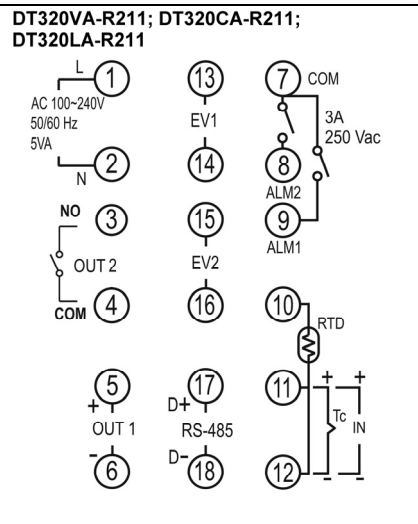 DT320VA-R211; DT320CA-R211;
DT320LA-R211
L 1 13 7 COM
AC 100~240V
50/60 Hz
5VA
EV1
3A
250 Vac
N 2 14 8
ALM2
NO 3 15 9
ALM1
OUT 2
EV2
COM 4 16 10
RTD
5 17 11 + +
+ D+
OUT 1 RS-485 Tc IN
- D-
6 18 12 - -